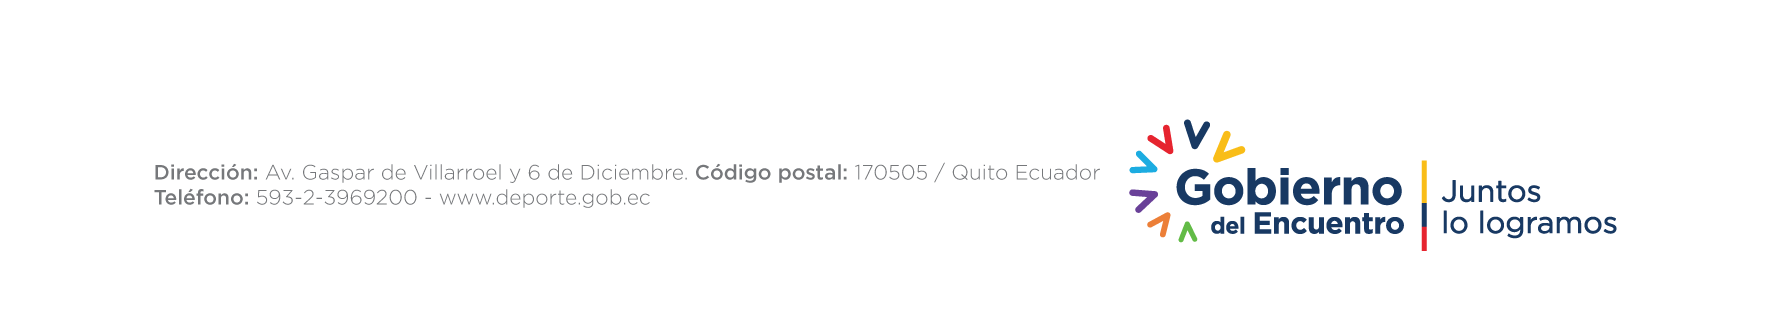 Dirección: Av. Gaspar de Villarroel y 6 de Diciembre. Código postal: 170505 / Quito Ecuador
Teléfono: 593-2-3969200 - www.deporte.gob.ec
Gobierno
del Encuentro
Juntos
lo logramos